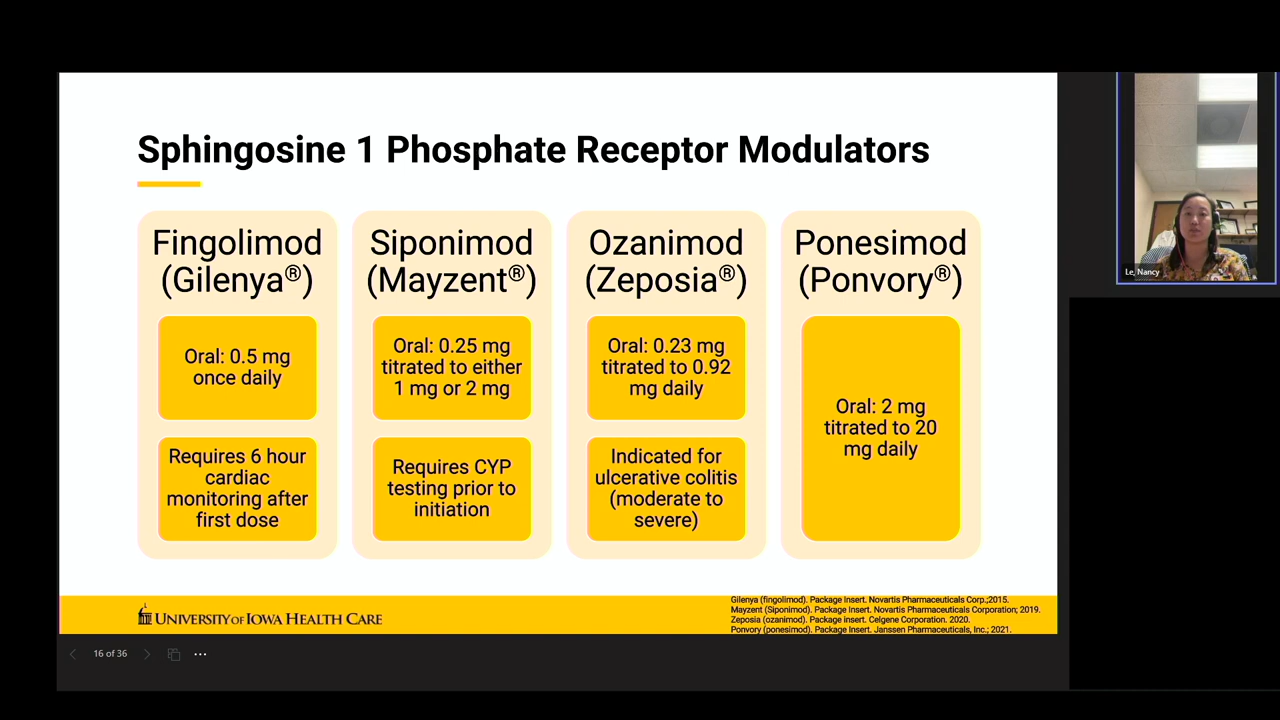 Sphingosine 1 Phosphate Receptor Modulators
Fingolimod
(Gilenya®)
Oral: 0.5 mg
once daily
Requires 6 hour
cardiac
monitoring after
first dose
Siponimod
(Mayzent®)
Oral: 0.25 mg
titrated to either
1 mg or 2 mg
Requires CYP
testing prior to
initiation
Ozanimod
(Zeposia®)
Oral: 0.23 mg
titrated to 0.92
mg daily
Indicated for
ulcerative colitis
(moderate to
severe)
Ponesimod
(Ponvory®)
Oral: 2 mg
titrated to 20
mg daily
UNIVERSITY OF IOWA HEALTH CARE
Gilenya (fingolimod). Package Insert. Novartis Pharmaceuticals Corp.;2015.
Mayzent (Siponimod). Package Insert. Novartis Pharmaceuticals Corporation; 2019.
Zeposia (ozanimod). Package insert. Celgene Corporation. 2020.
Ponvory (ponesimod). Package Insert. Janssen Pharmaceuticals, Inc.; 2021.
16 of 36
Le, Nancy